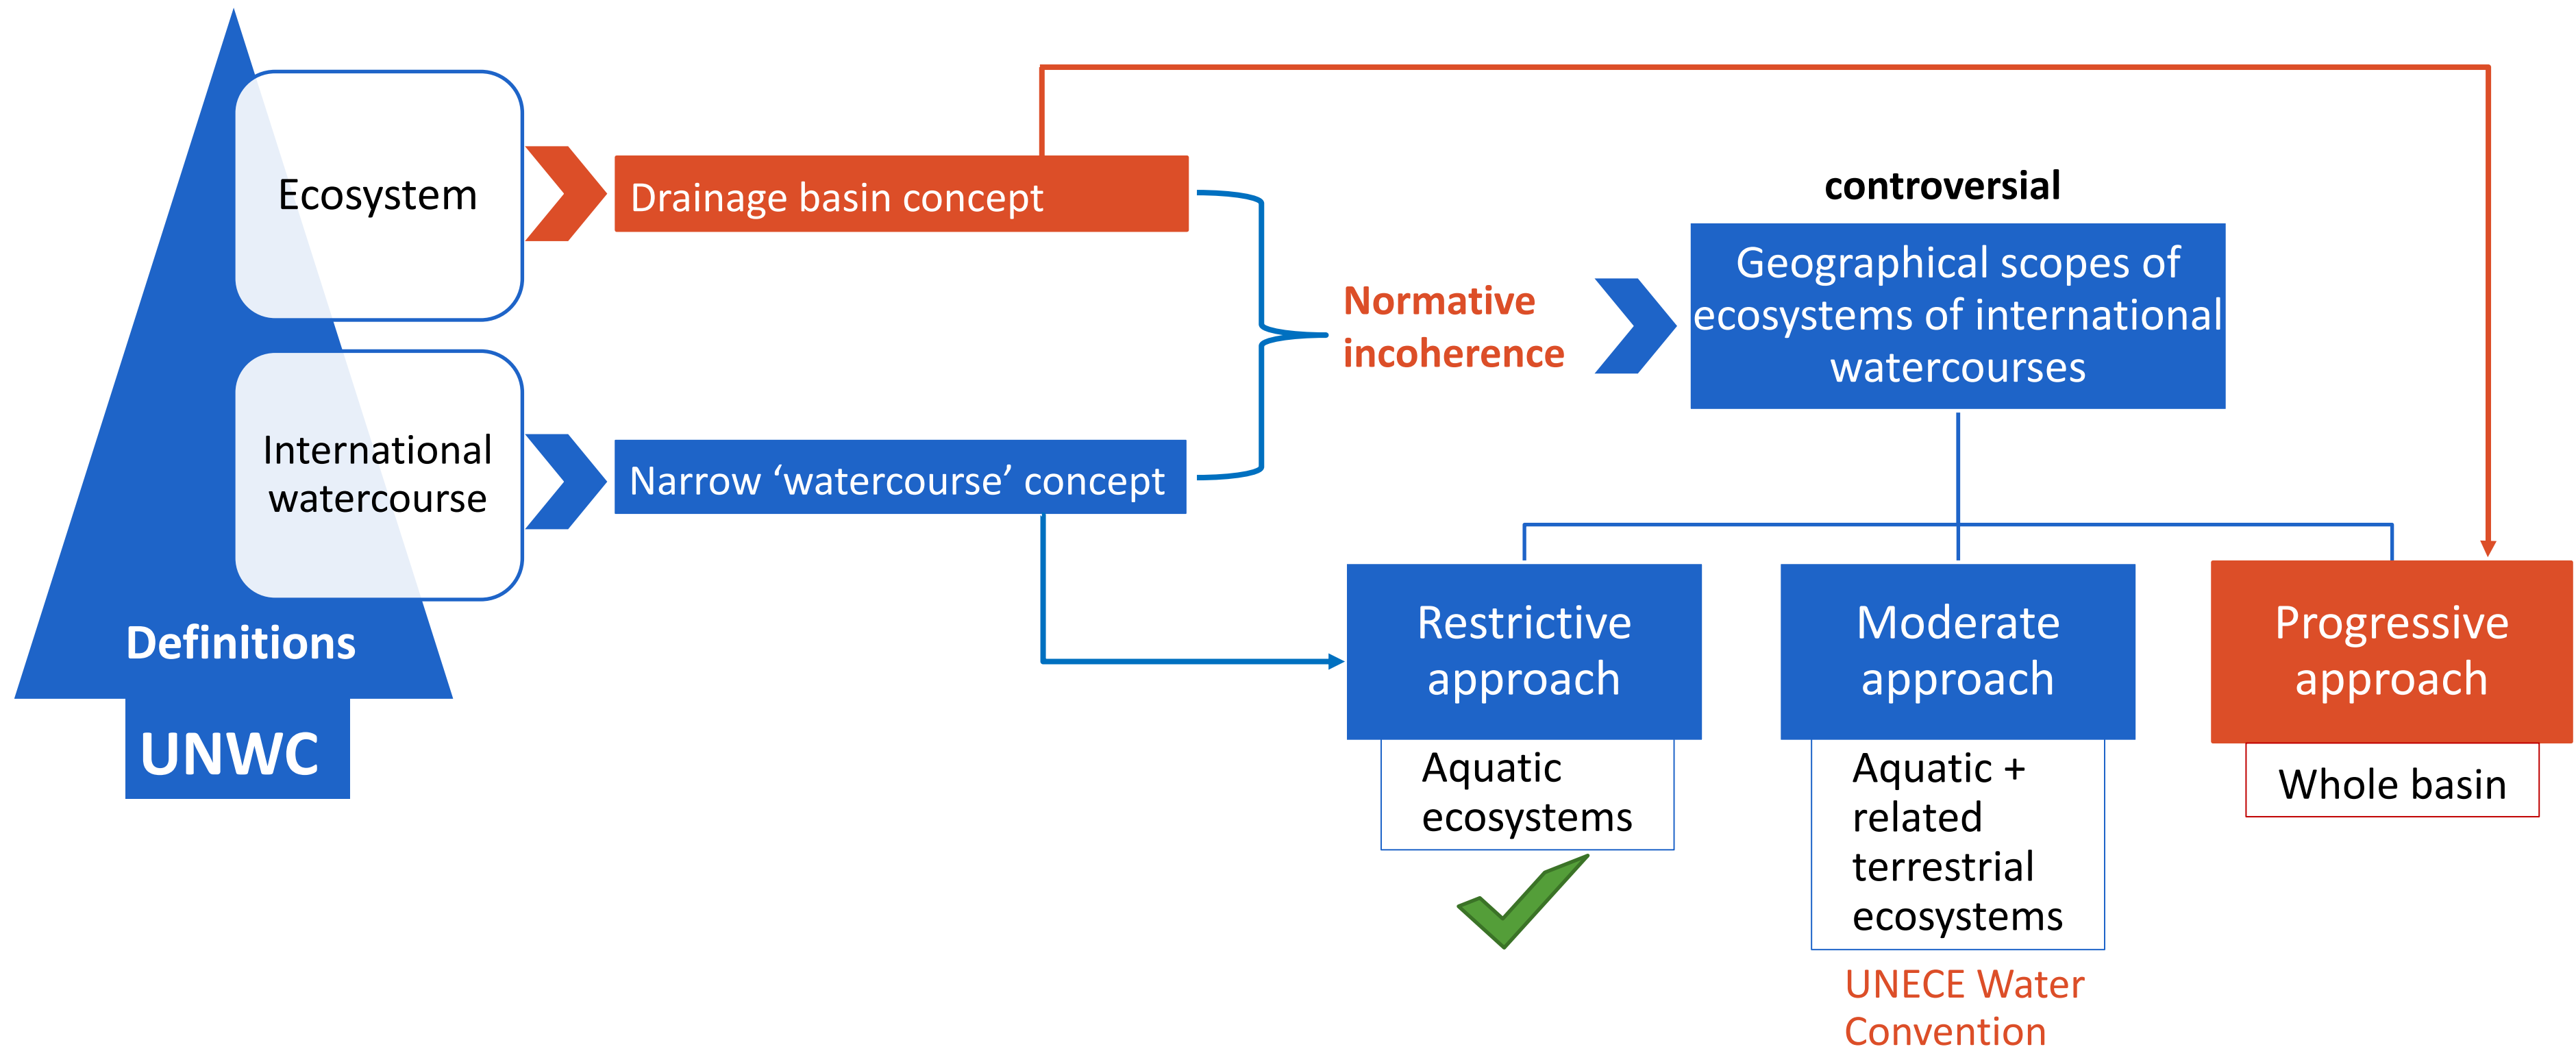 Ecosystem
International
watercourse
Definitions
UNWC
Drainage basin concept
Narrow ‘watercourse’ concept
Normative
incoherence
controversial
Geographical scopes of
ecosystems of international
watercourses
Restrictive
approach
Aquatic
ecosystems
Moderate
approach
Aquatic +
related
terrestrial
ecosystems
UNECE Water
Convention
Progressive
approach
Whole basin